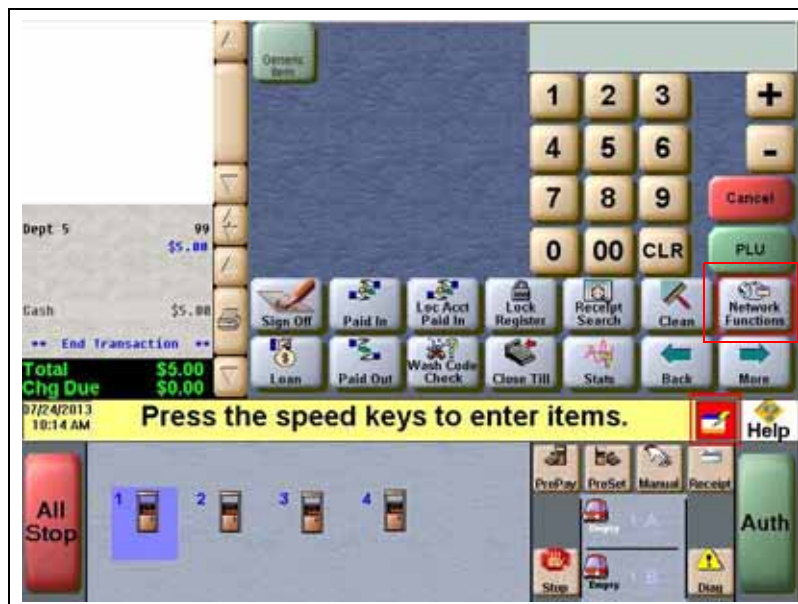 Generic
Item
1 2 3 +
4 5 6 -
7 8 9 Cancel
0 00 CLR PLU
Dept 5 99
$5.00
Cash $5.00
** End Transaction **
Total $5.00
Chg Due $0.00
Sign Off
Paid In
Loc Acct
Paid In
Lock
Register
Receipt
Search
Clean
Network
Functions
Loan
Paid Out
Wash Code
Check
Close Till
Stats
Back
More
07/24/2013
10:14 AM
Press the speed keys to enter items.
Help
All
Stop
1 2 3 4
PrePay PreSet Manual Receipt
Empty
Empty
Stop
Diag
Auth